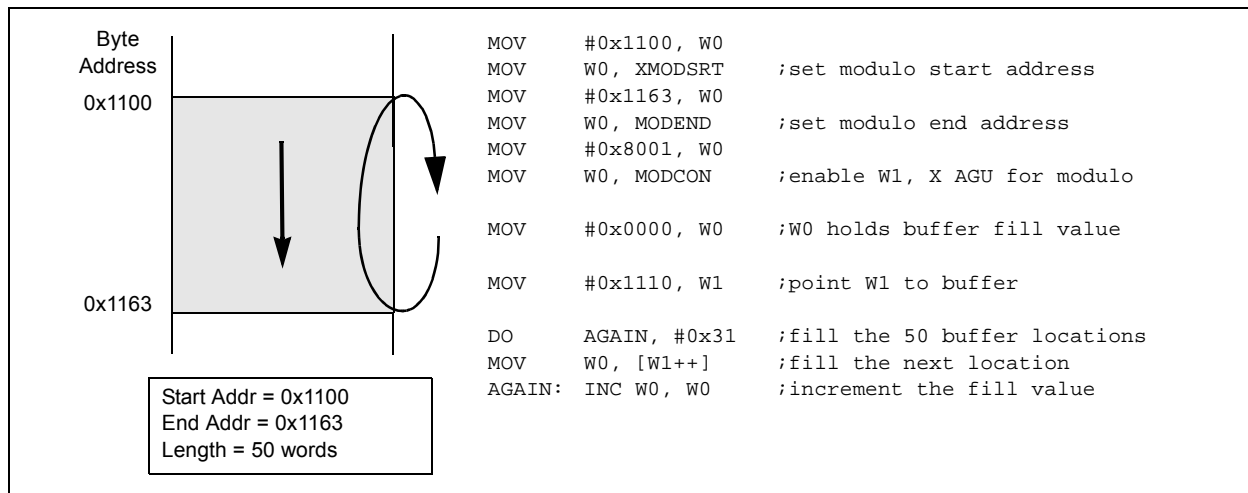 Byte
Address
0x1100
0x1163
Start Addr = 0x1100
End Addr = 0x1163
Length = 50 words
MOV #0x1100, W0
MOV W0, XMODSRT ;set modulo start address
MOV #0x1163, W0
MOV W0, MODEND ;set modulo end address
MOV #0x8001, W0
MOV W0, MODCON ;enable W1, X AGU for modulo
MOV #0x0000, W0 ;W0 holds buffer fill value
MOV #0x1110, W1 ;point W1 to buffer
DO AGAIN, #0x31 ;fill the 50 buffer locations
MOV W0, [W1++] ;fill the next location
AGAIN: INC W0, W0 ;increment the fill value